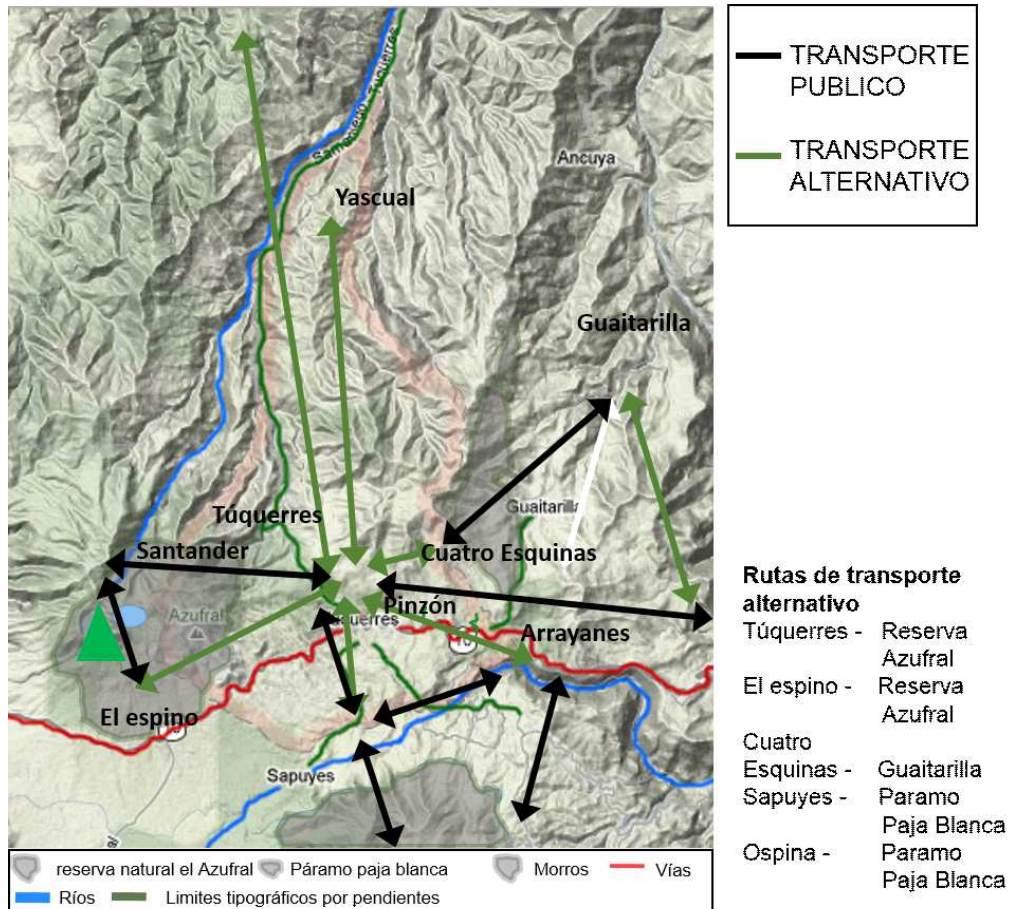 TRANSPORTE
PUBLICO
TRANSPORTE
ALTERNATIVO
Samaniego - Túquerres
Yascual
Ancuya
Guaitarilla
Guaitarilla
Túquerres
Santander
Cuatro Esquinas
Azufral
Pinzón
Arrayanes
El espino
Sapuyes
Rutas de transporte
alternativo
Túquerres - Reserva
Azufral
El espino - Reserva
Azufral
Cuatro
Esquinas - Guaitarilla
Sapuyes - Paramo
Paja Blanca
Ospina - Paramo
Paja Blanca
reserva natural el Azufral Páramo paja blanca Morros Vías
Ríos Limites tipográficos por pendientes